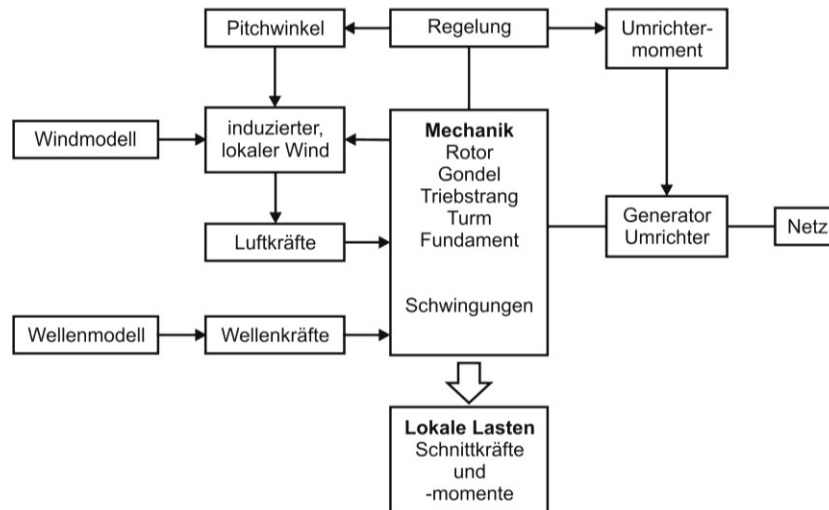 Pitchwinkel
Regelung
Umrichter-
moment
Windmodell
induzierter,
lokaler Wind
Mechanik
Rotor
Gondel
Triebstrang
Turm
Fundament
Schwingungen
Generator
Umrichter
Netz
Luftkräfte
Wellenmodell
Wellenkräfte
Lokale Lasten
Schnittkräfte
und
-momente